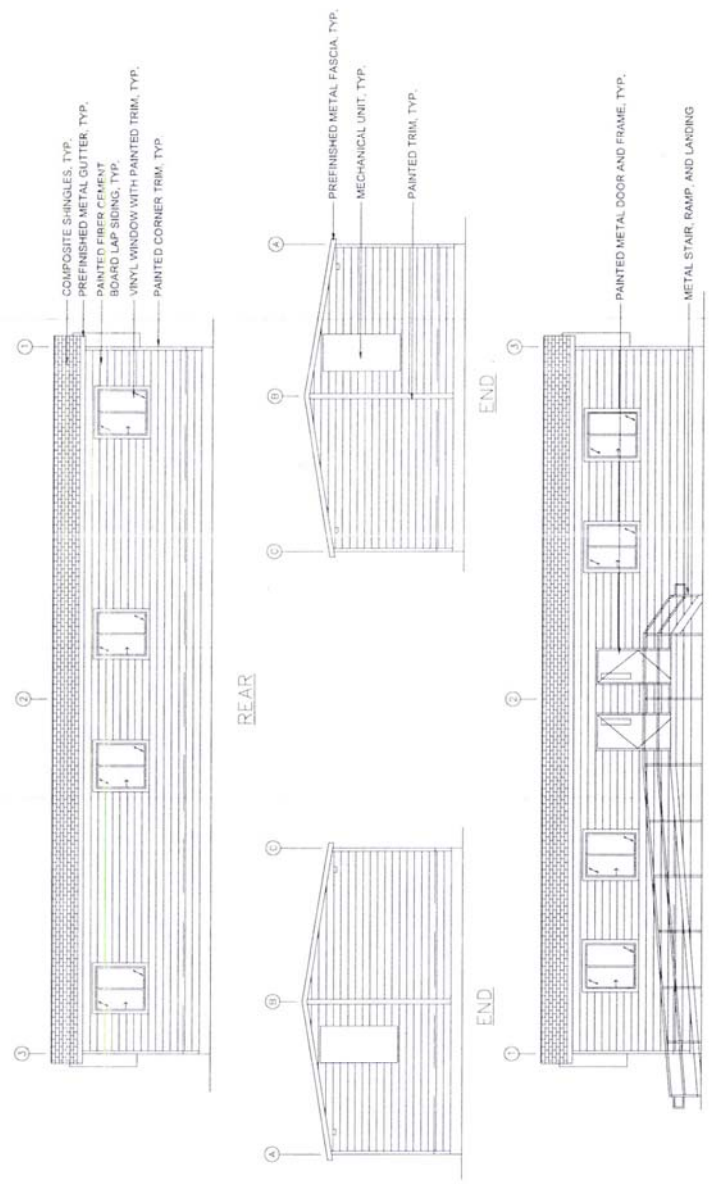 3
2
1
COMPOSITE SHINGLES, TYP.
PREFINISHED METAL GUTTER, TYP.
PAINTED FIBER CEMENT
BOARD LAP SIDING, TYP.
VINYL WINDOW WITH PAINTED TRIM, TYP.
PAINTED CORNER TRIM, TYP
REAR
A
B
C
END
C
B
A
PREFINISHED METAL FASCIA, TYP.
MECHANICAL UNIT, TYP.
PAINTED TRIM, TYP.
END
1
2
3
PAINTED METAL DOOR AND FRAME, TYP.
METAL STAIR, RAMP, AND LANDING